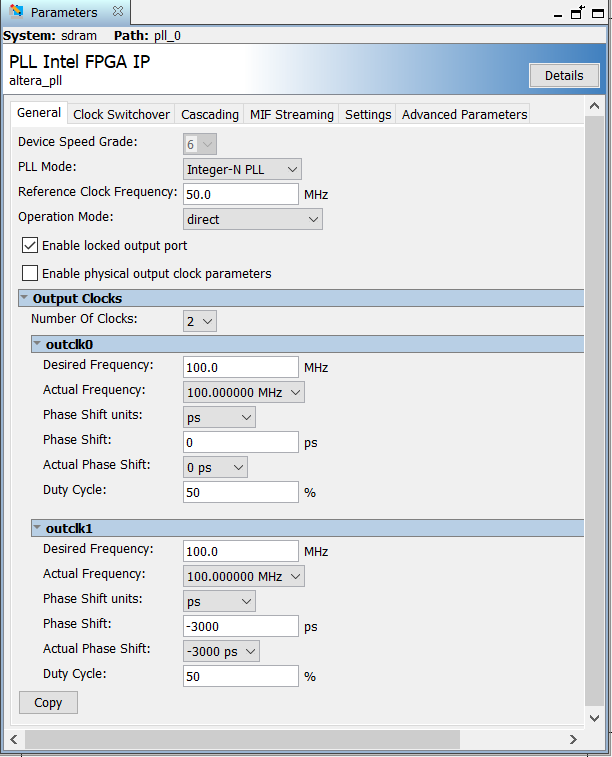 Parameters
System: sdram Path: pll_0
PLL Intel FPGA IP
altera_pll
Details
General Clock Switchover Cascading MIF Streaming Settings Advanced Parameters
Device Speed Grade: 6
PLL Mode: Integer-N PLL
Reference Clock Frequency: 50.0 MHz
Operation Mode: direct
Enable locked output port
Enable physical output clock parameters
Output Clocks
Number Of Clocks: 2
outclk0
Desired Frequency: 100.0 MHz
Actual Frequency: 100.000000 MHz
Phase Shift units: ps
Phase Shift: 0 ps
Actual Phase Shift: 0 ps
Duty Cycle: 50 %
outclk1
Desired Frequency: 100.0 MHz
Actual Frequency: 100.000000 MHz
Phase Shift units: ps
Phase Shift: -3000 ps
Actual Phase Shift: -3000 ps
Duty Cycle: 50 %
Copy